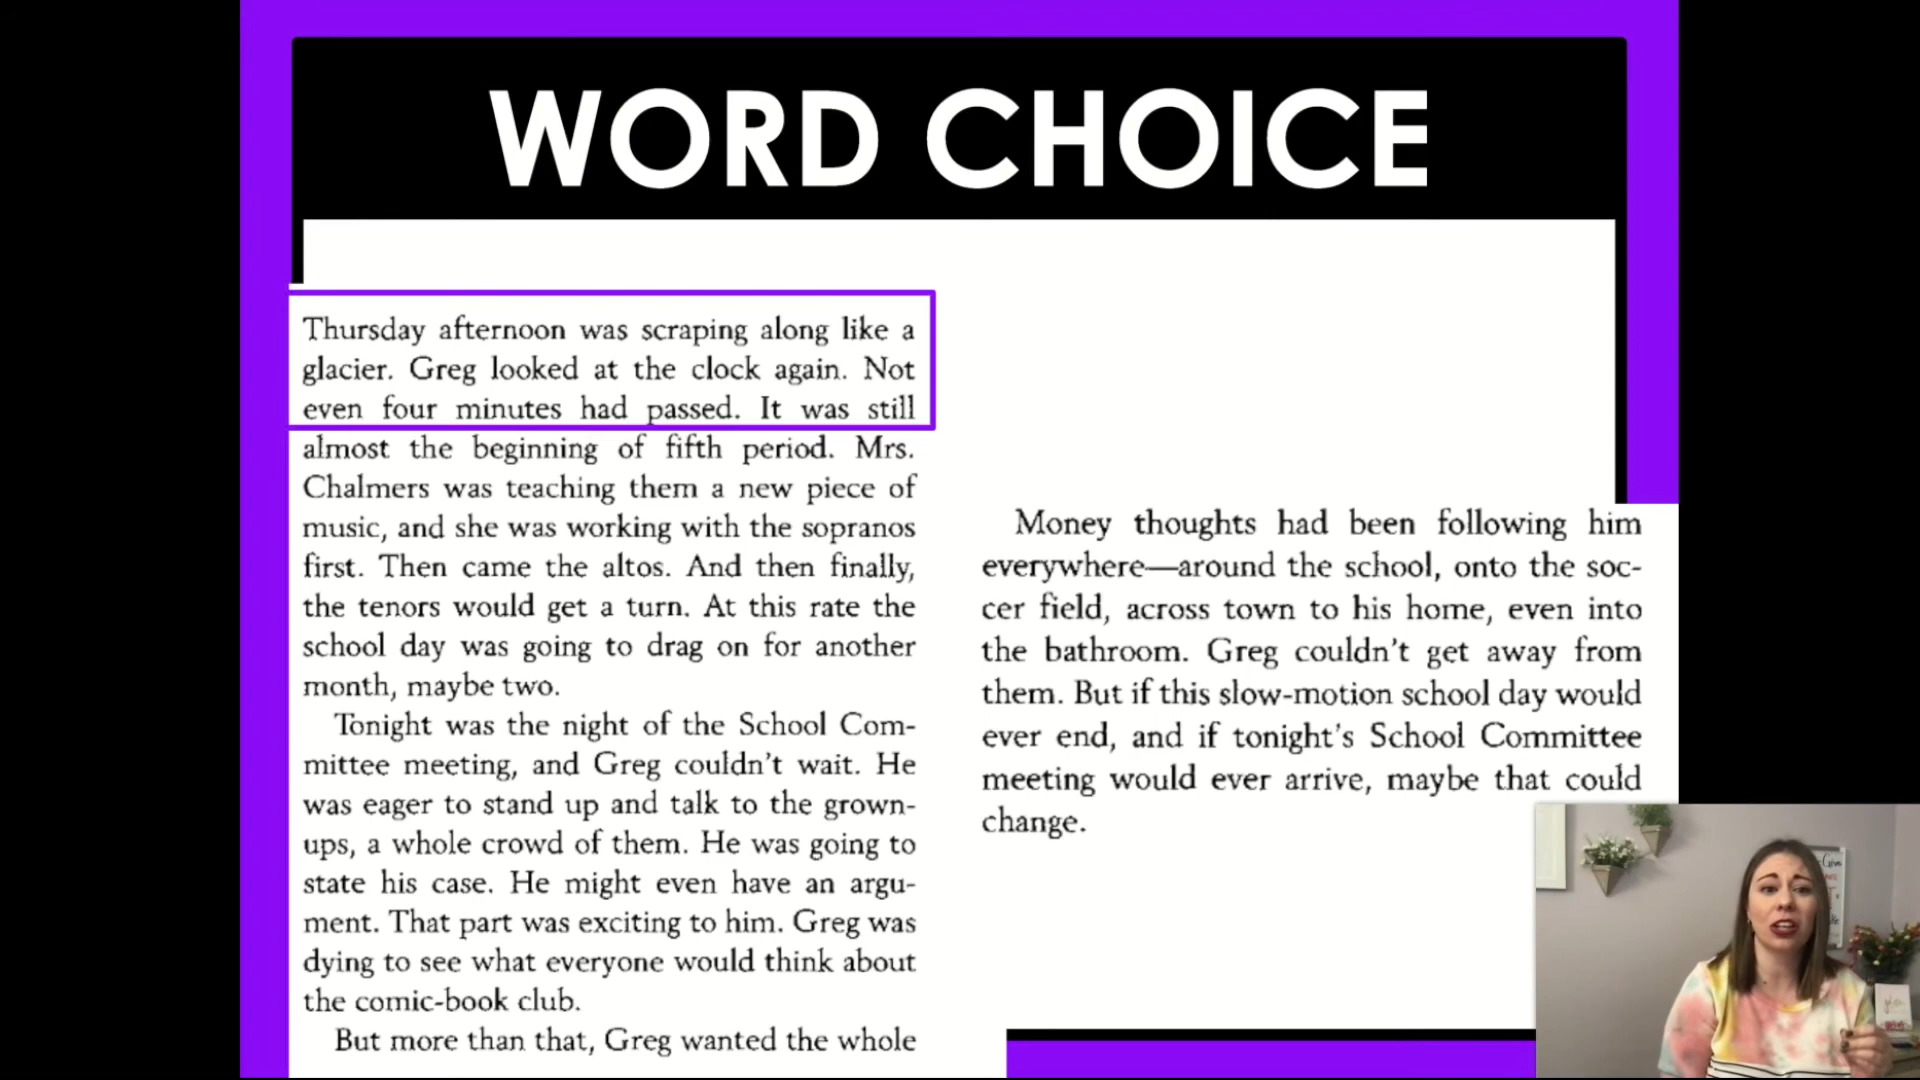 WORD CHOICE
Thursday afternoon was scraping along like a
glacier. Greg looked at the clock again. Not
even four minutes had passed. It was still
almost the beginning of fifth period. Mrs.
Chalmers was teaching them a new piece of
music, and she was working with the sopranos
first. Then came the altos. And then finally,
the tenors would get a turn. At this rate the
school day was going to drag on for another
month, maybe two.
Tonight was the night of the School Com-
mittee meeting, and Greg couldn't wait. He
was eager to stand up and talk to the grown-
ups, a whole crowd of them. He was going to
state his case. He might even have an argu-
ment. That part was exciting to him. Greg was
dying to see what everyone would think about
the comic-book club.
But more than that, Greg wanted the whole
Money thoughts had been following him
everywhere—around the school, onto the soc-
cer field, across town to his home, even into
the bathroom. Greg couldn't get away from
them. But if this slow-motion school day would
ever end, and if tonight's School Committee
meeting would ever arrive, maybe that could
change.